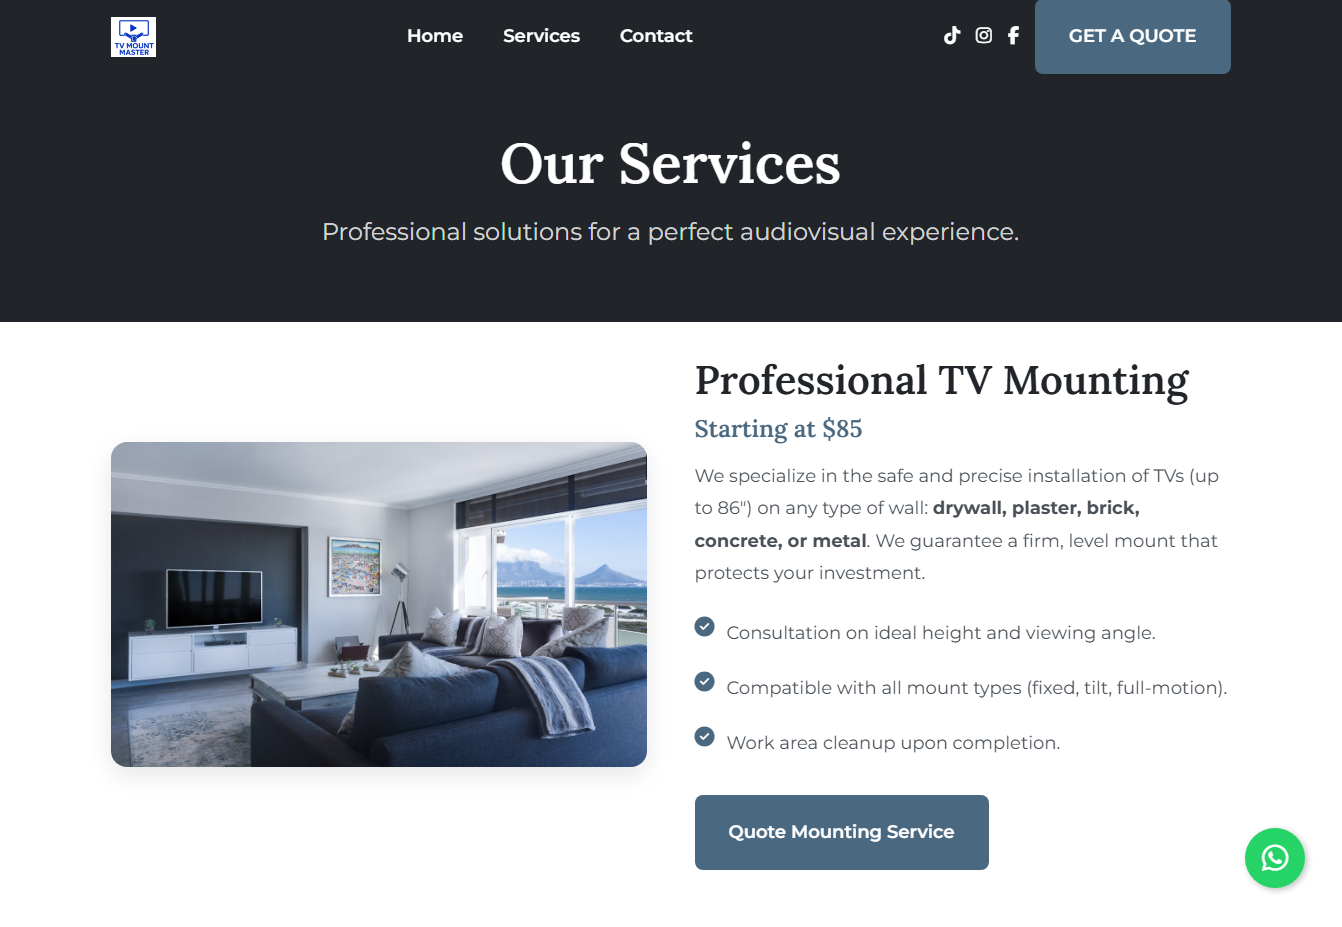 TV MOUNT
MASTER
Home Services Contact
GET A QUOTE
Our Services
Professional solutions for a perfect audiovisual experience.
Professional TV Mounting
Starting at $85
We specialize in the safe and precise installation of TVs (up
to 86") on any type of wall: drywall, plaster, brick,
concrete, or metal. We guarantee a firm, level mount that
protects your investment.
Consultation on ideal height and viewing angle.
Compatible with all mount types (fixed, tilt, full-motion).
Work area cleanup upon completion.
Quote Mounting Service